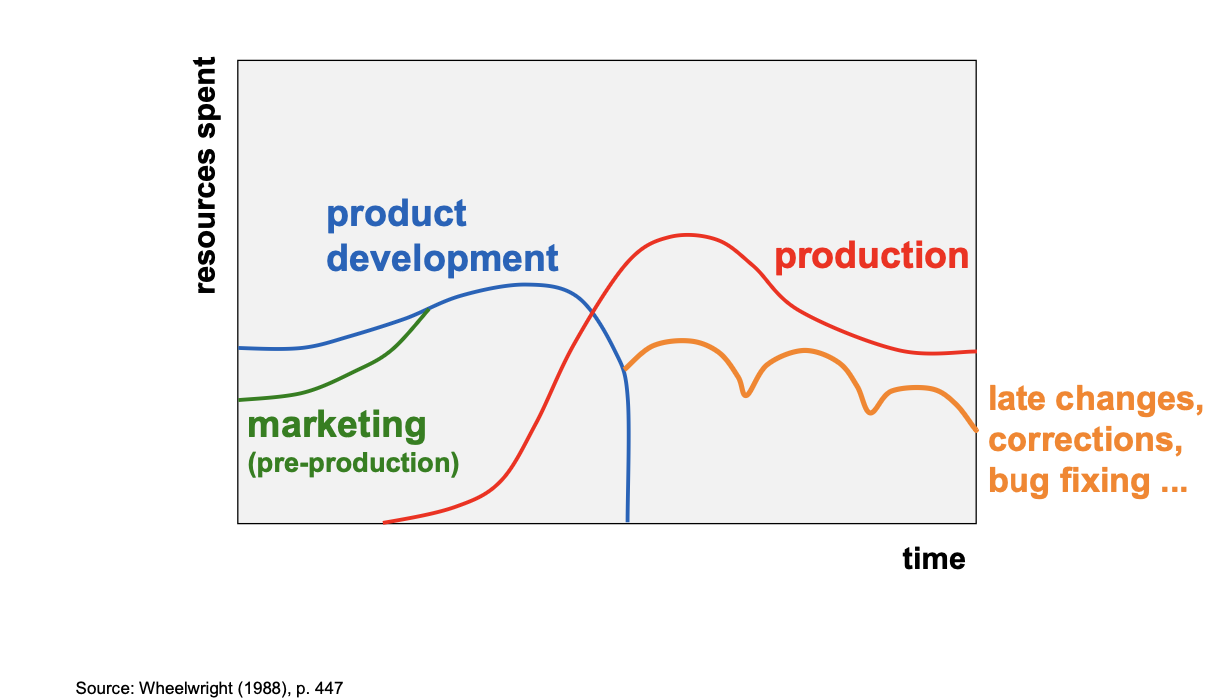 resources spent
product
development
production
marketing
(pre-production)
late changes,
corrections,
bug fixing ...
time
Source: Wheelwright (1988), p. 447